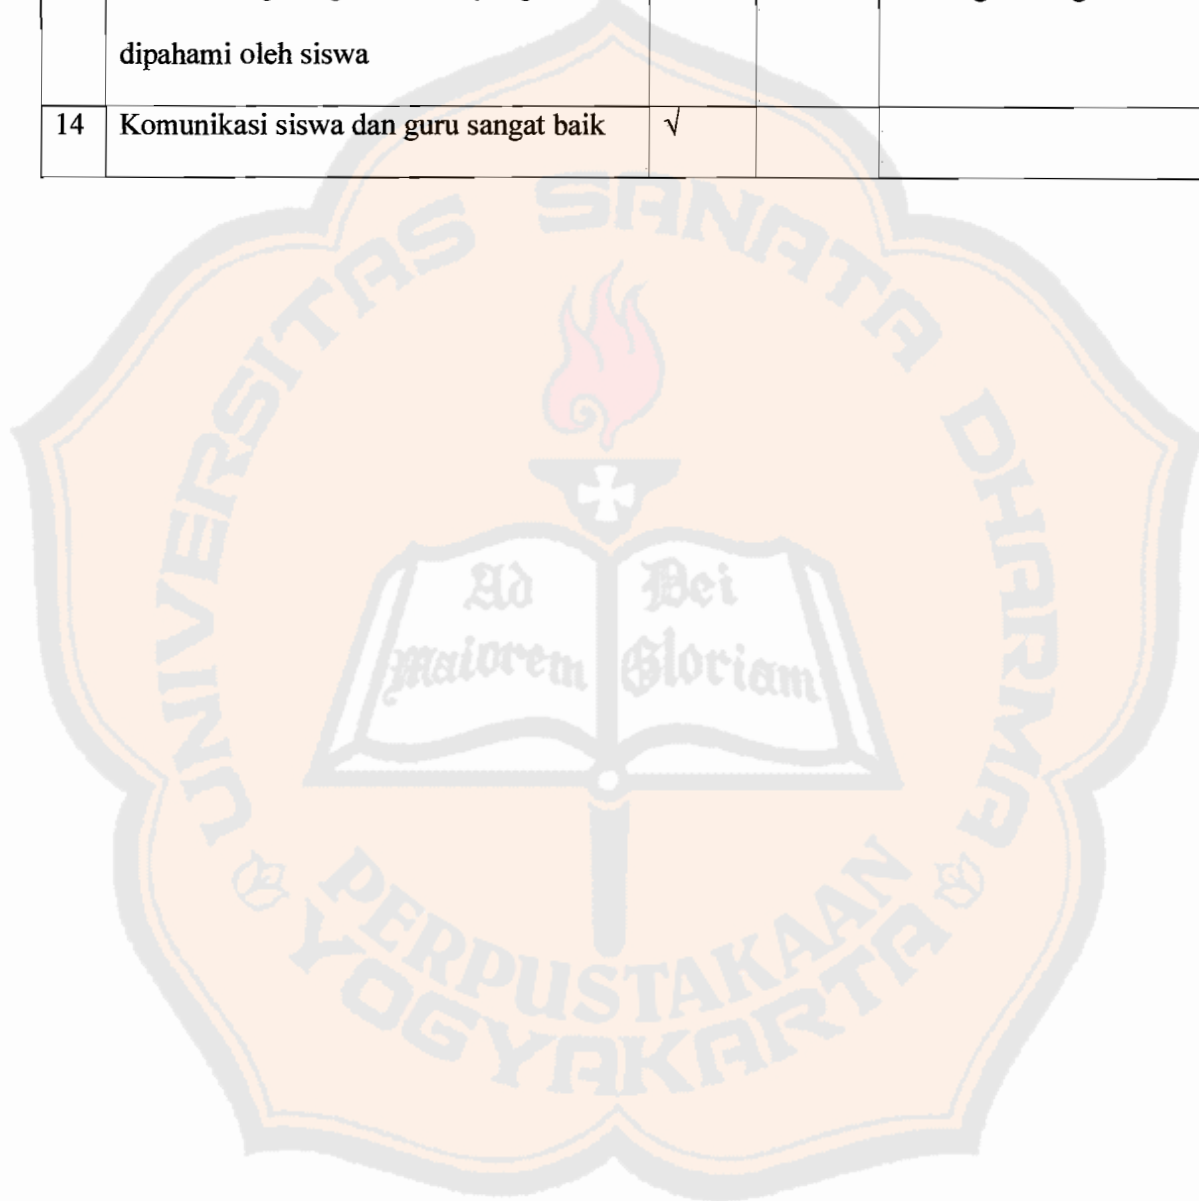 dipahami oleh siswa
14 Komunikasi siswa dan guru sangat baik √
UNIVERSITAS SANATA DHARMA
Ad Dei
maiorem Gloriam
PERPUSTAKAAN
YOGYAKARTA